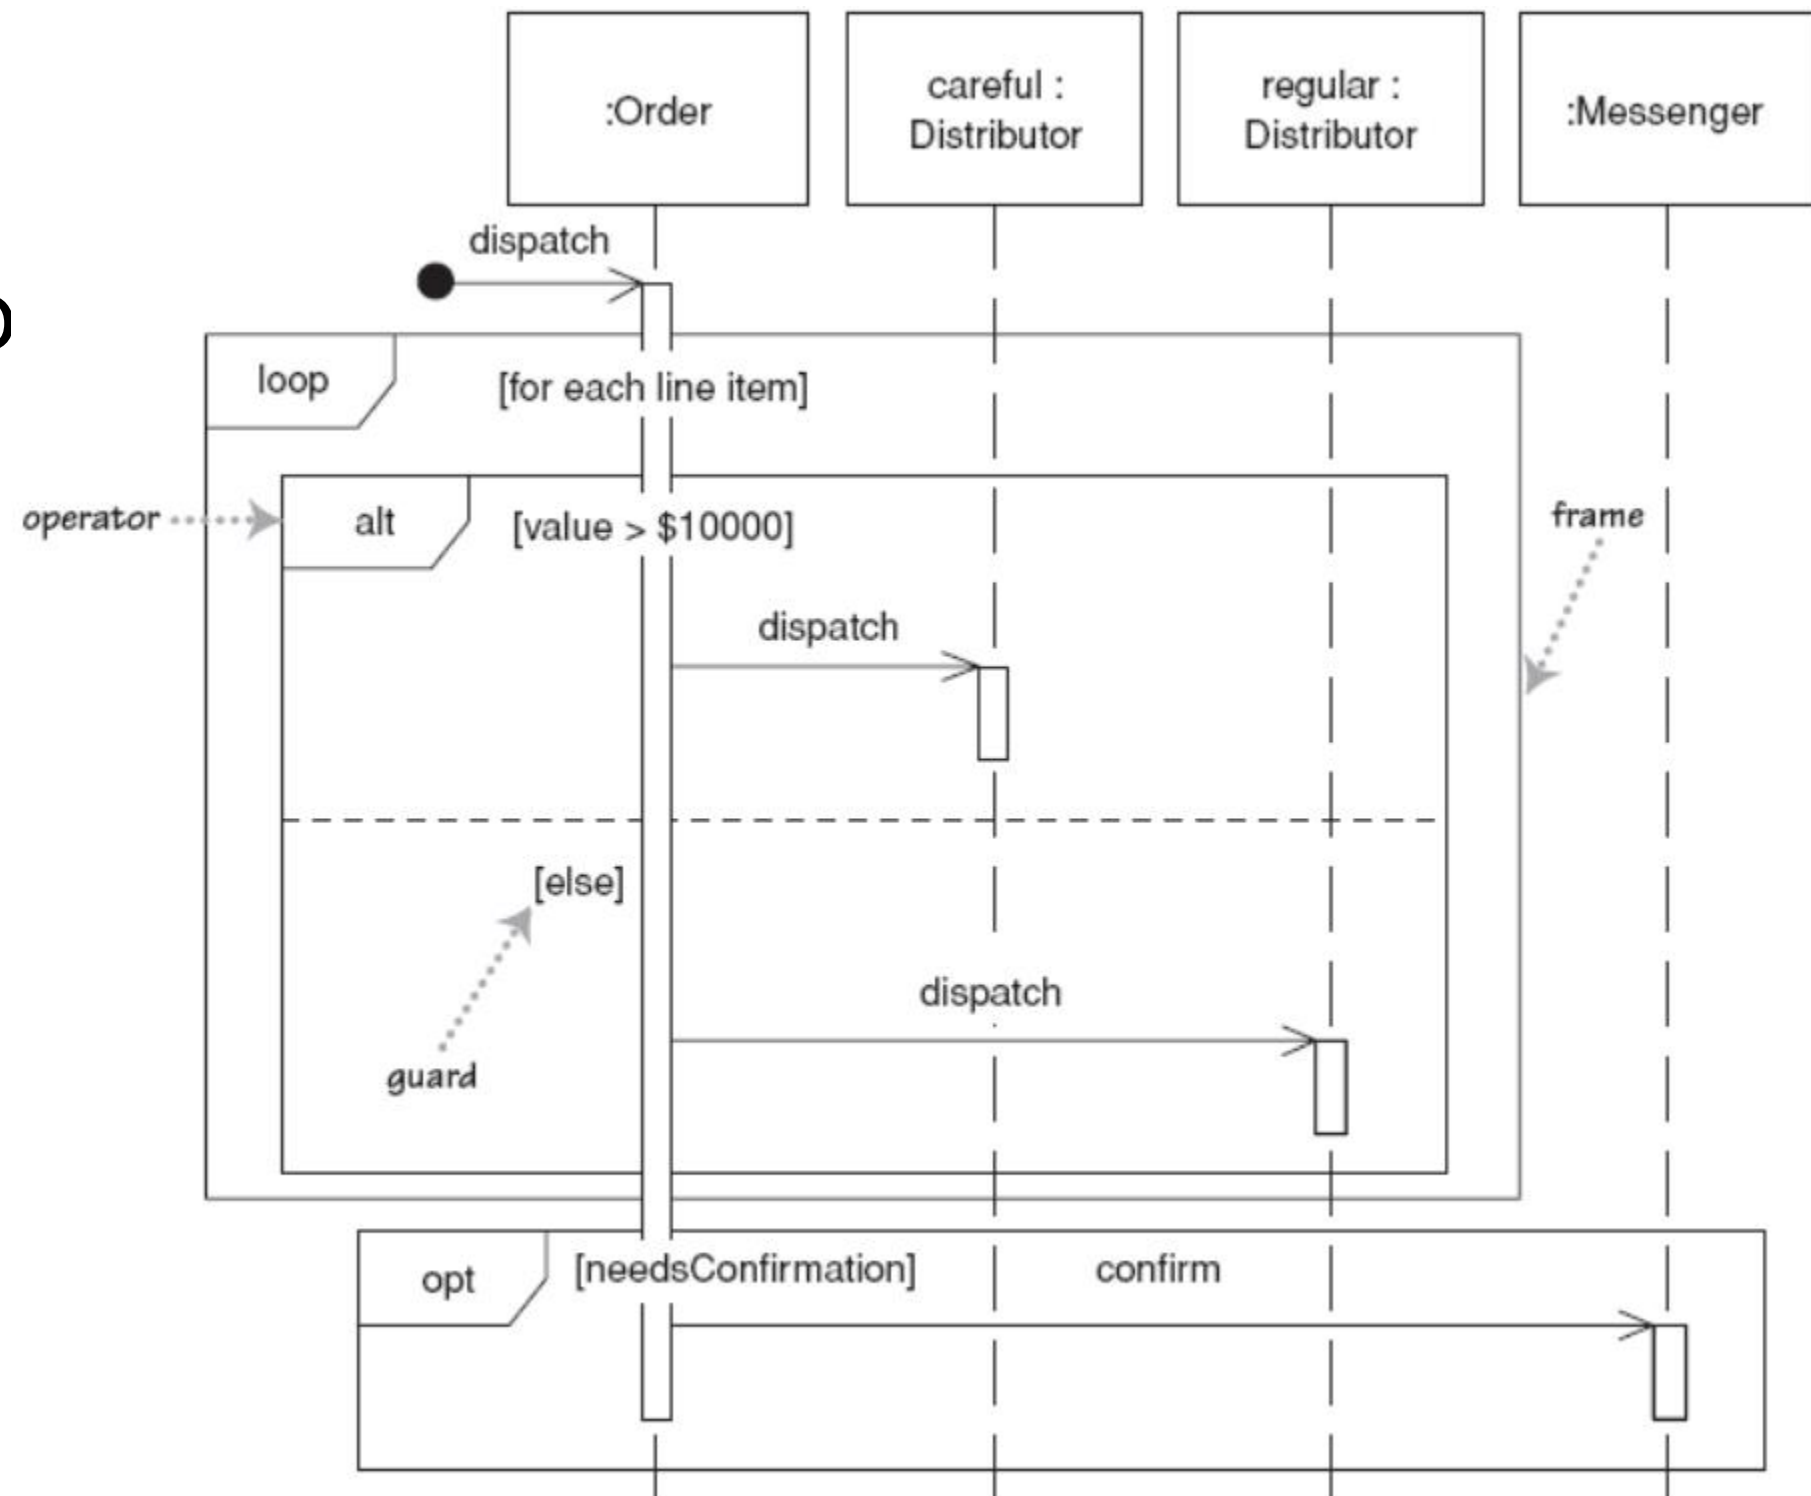 :Order
careful :
Distributor
regular :
Distributor
:Messenger
dispatch
loop
[for each line item]
operator
alt
[value > $10000]
frame
dispatch
[else]
dispatch
guard
opt
[needsConfirmation]
confirm